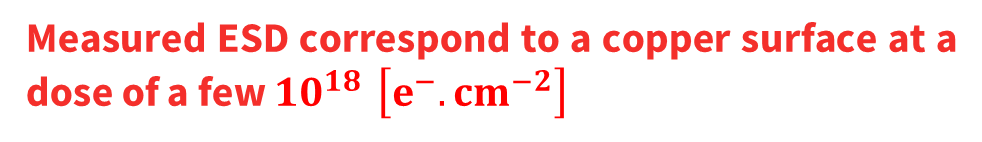 Measured ESD correspond to a copper surface at a
dose of a few 10¹⁸ [e⁻.cm⁻²]